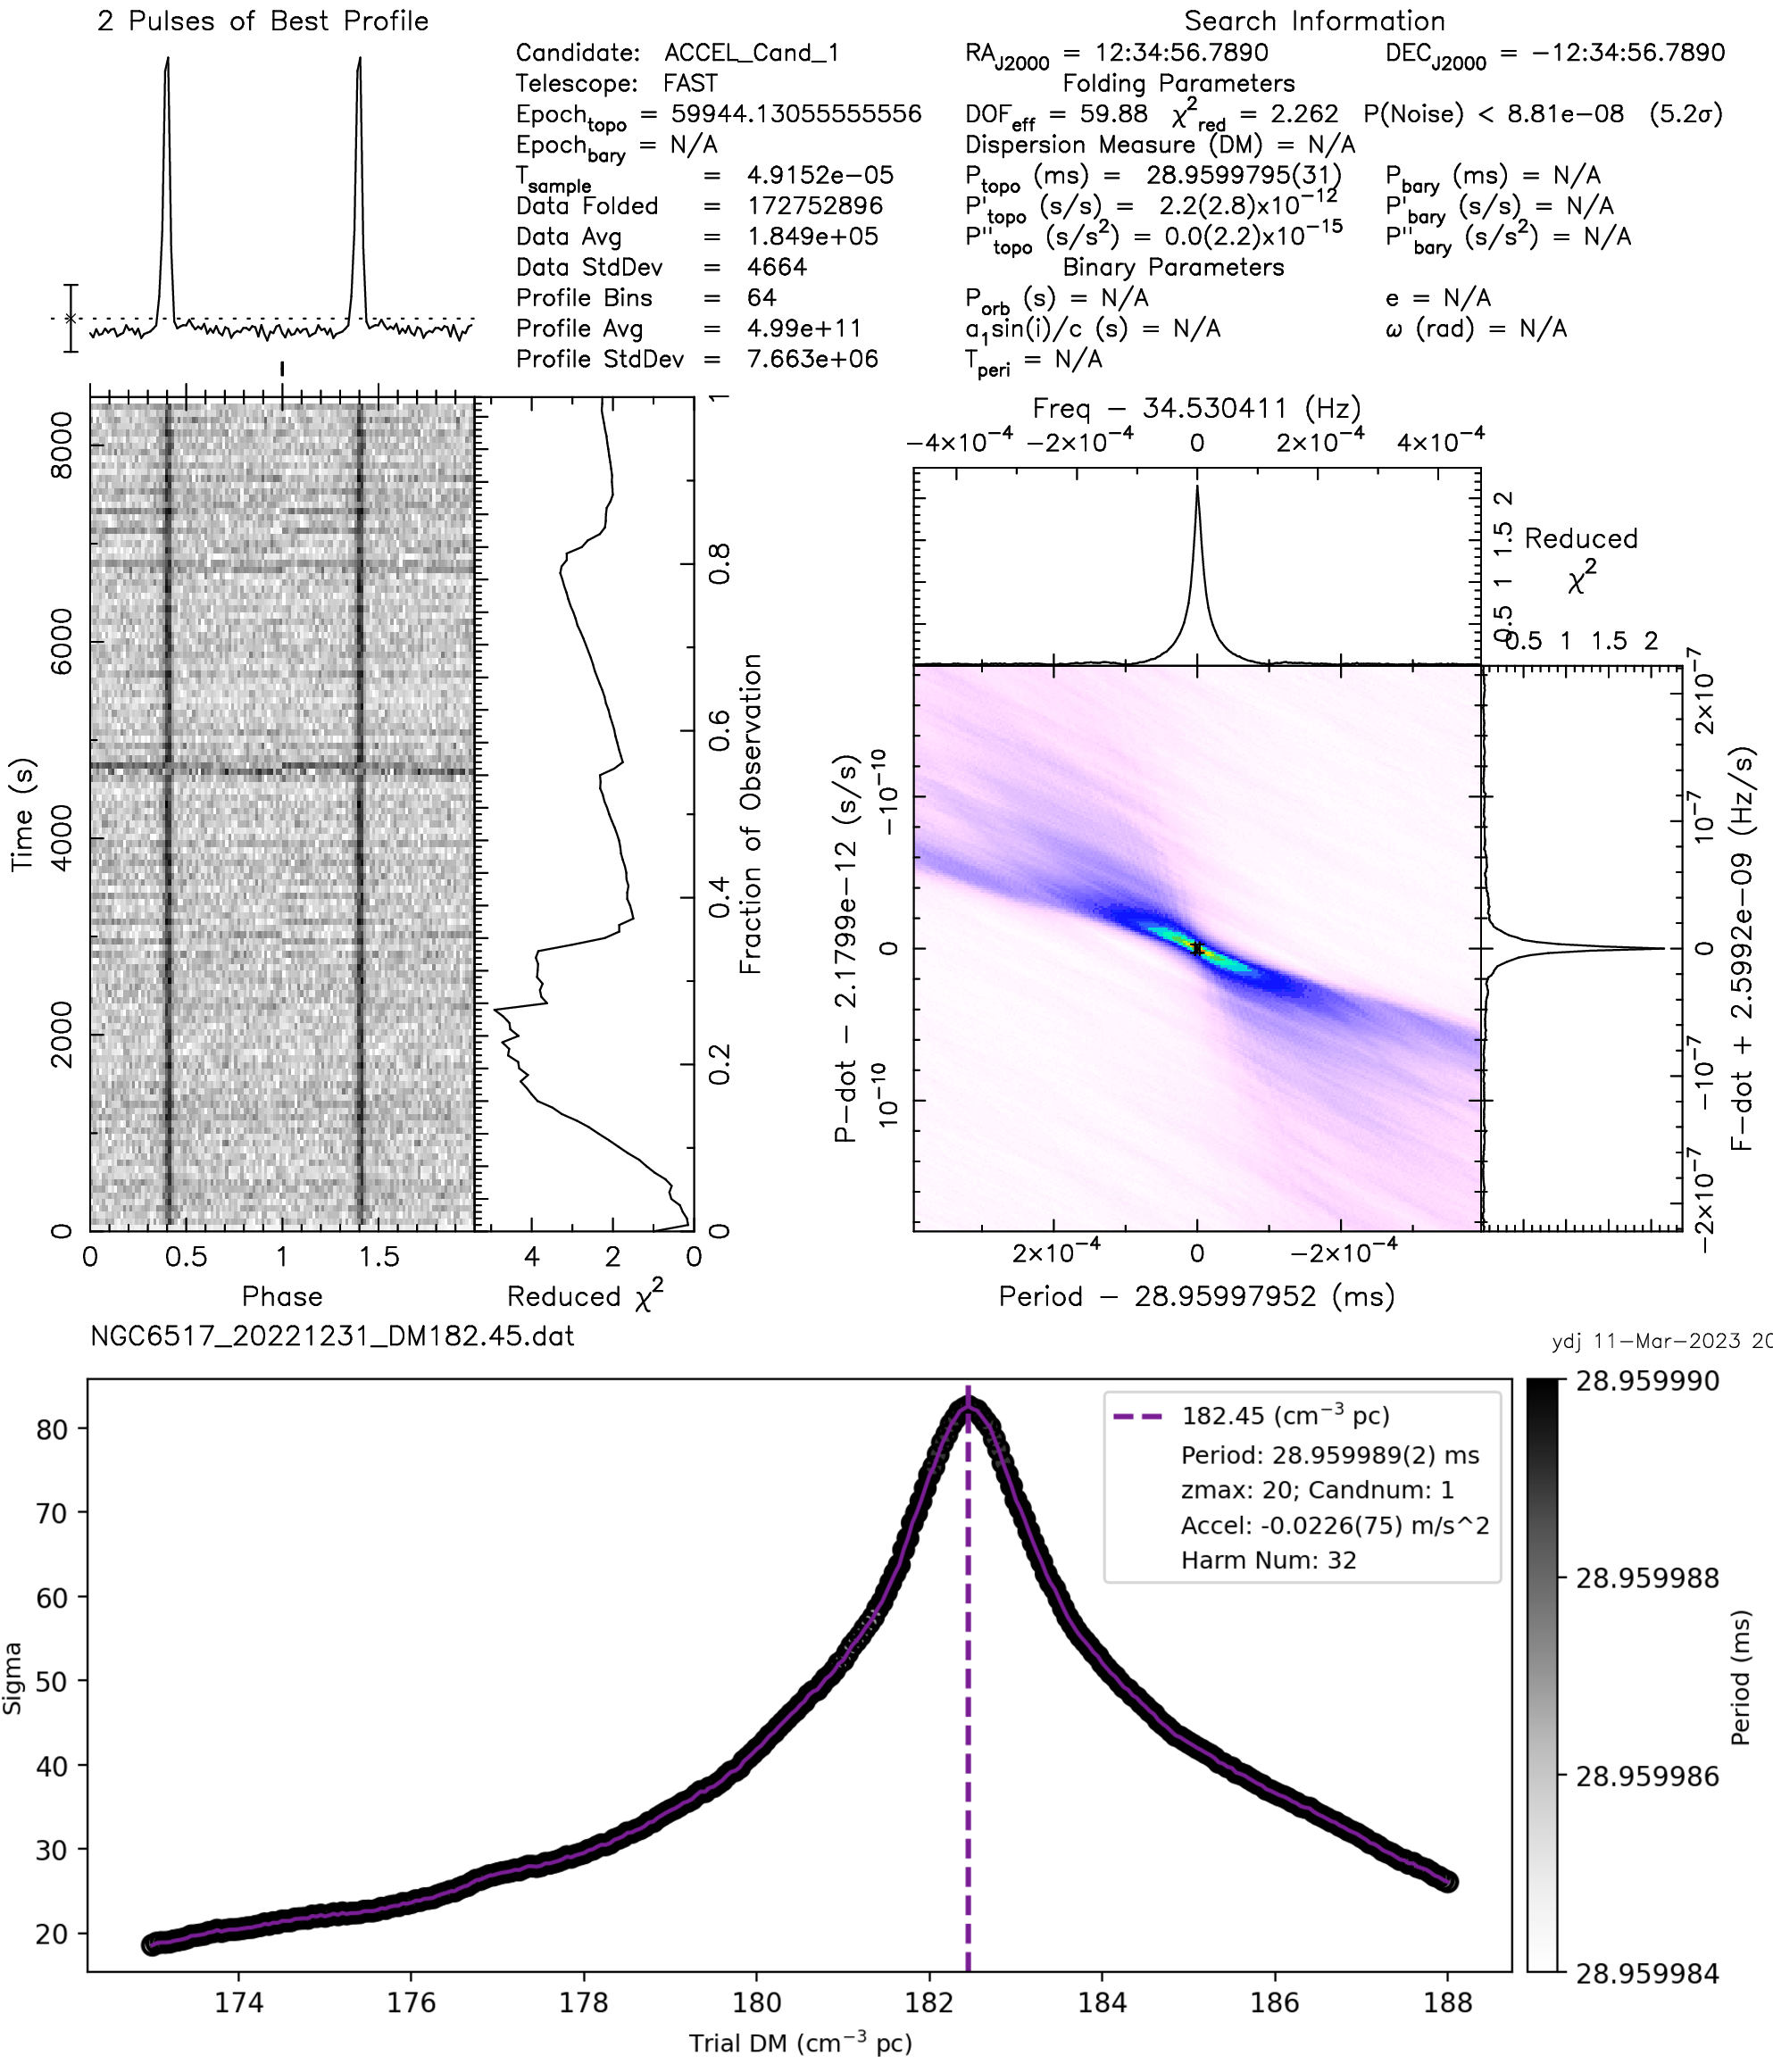 2 Pulses of Best Profile
Search Information
Candidate: ACCEL_Cand_1
Telescope: FAST
Epoch_topo = 59944.13055555556
Epoch_bary = N/A
T_sample = 4.9152e−05
Data Folded = 172752896
Data Avg = 1.849e+05
Data StdDev = 4664
Profile Bins = 64
Profile Avg = 4.99e+11
Profile StdDev = 7.663e+06
RA_J2000 = 12:34:56.7890 DEC_J2000 = −12:34:56.7890
Folding Parameters
DOF_eff = 59.88 χ²_red = 2.262 P(Noise) < 8.81e−08 (5.2σ)
Dispersion Measure (DM) = N/A
P_topo (ms) = 28.9599795(31) P_bary (ms) = N/A
P'_topo (s/s) = 2.2(2.8)x10⁻¹² P'_bary (s/s) = N/A
P''_topo (s/s²) = 0.0(2.2)x10⁻¹⁵ P''_bary (s/s²) = N/A
Binary Parameters
P_orb (s) = N/A e = N/A
a₁sin(i)/c (s) = N/A ω (rad) = N/A
T_peri = N/A
Time (s)
0 2000 4000 6000 8000
0 0.5 1 1.5
Phase
4 2 0
Reduced χ²
0 0.2 0.4 0.6 0.8 1
Fraction of Observation
Freq − 34.530411 (Hz)
−4×10⁻⁴ −2×10⁻⁴ 0 2×10⁻⁴ 4×10⁻⁴
0.5 1 1.5 2
Reduced
χ²
0.5 1 1.5 2
P−dot − 2.1799e−12 (s/s)
−10⁻¹⁰ 0 10⁻¹⁰
2×10⁻⁷ 10⁻⁷ 0 −10⁻⁷ −2×10⁻⁷
F−dot + 2.5992e−09 (Hz/s)
2×10⁻⁴ 0 −2×10⁻⁴
Period − 28.95997952 (ms)
NGC6517_20221231_DM182.45.dat
ydj 11−Mar−2023 20
182.45 (cm⁻³ pc)
Period: 28.959989(2) ms
zmax: 20; Candnum: 1
Accel: -0.0226(75) m/s^2
Harm Num: 32
Sigma
80
70
60
50
40
30
20
174 176 178 180 182 184 186 188
Trial DM (cm⁻³ pc)
28.959990
28.959988
28.959986
28.959984
Period (ms)